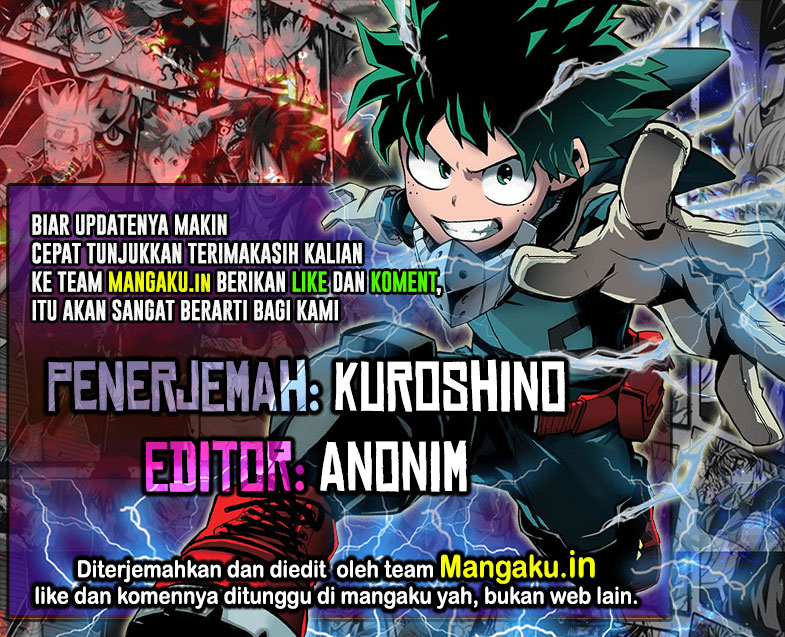 BIAR UPDATENYA MAKIN
CEPAT TUNJUKKAN TERIMAKASIH KALIAN
KE TEAM MANGAKU.in BERIKAN LIKE DAN KOMENT,
ITU AKAN SANGAT BERARTI BAGI KAMI
PENERJEMAH: KUROSHINO
EDITOR: ANONIM
Diterjemahkan dan diedit oleh team Mangaku.in
like dan komennya ditunggu di mangaku yah, bukan web lain.